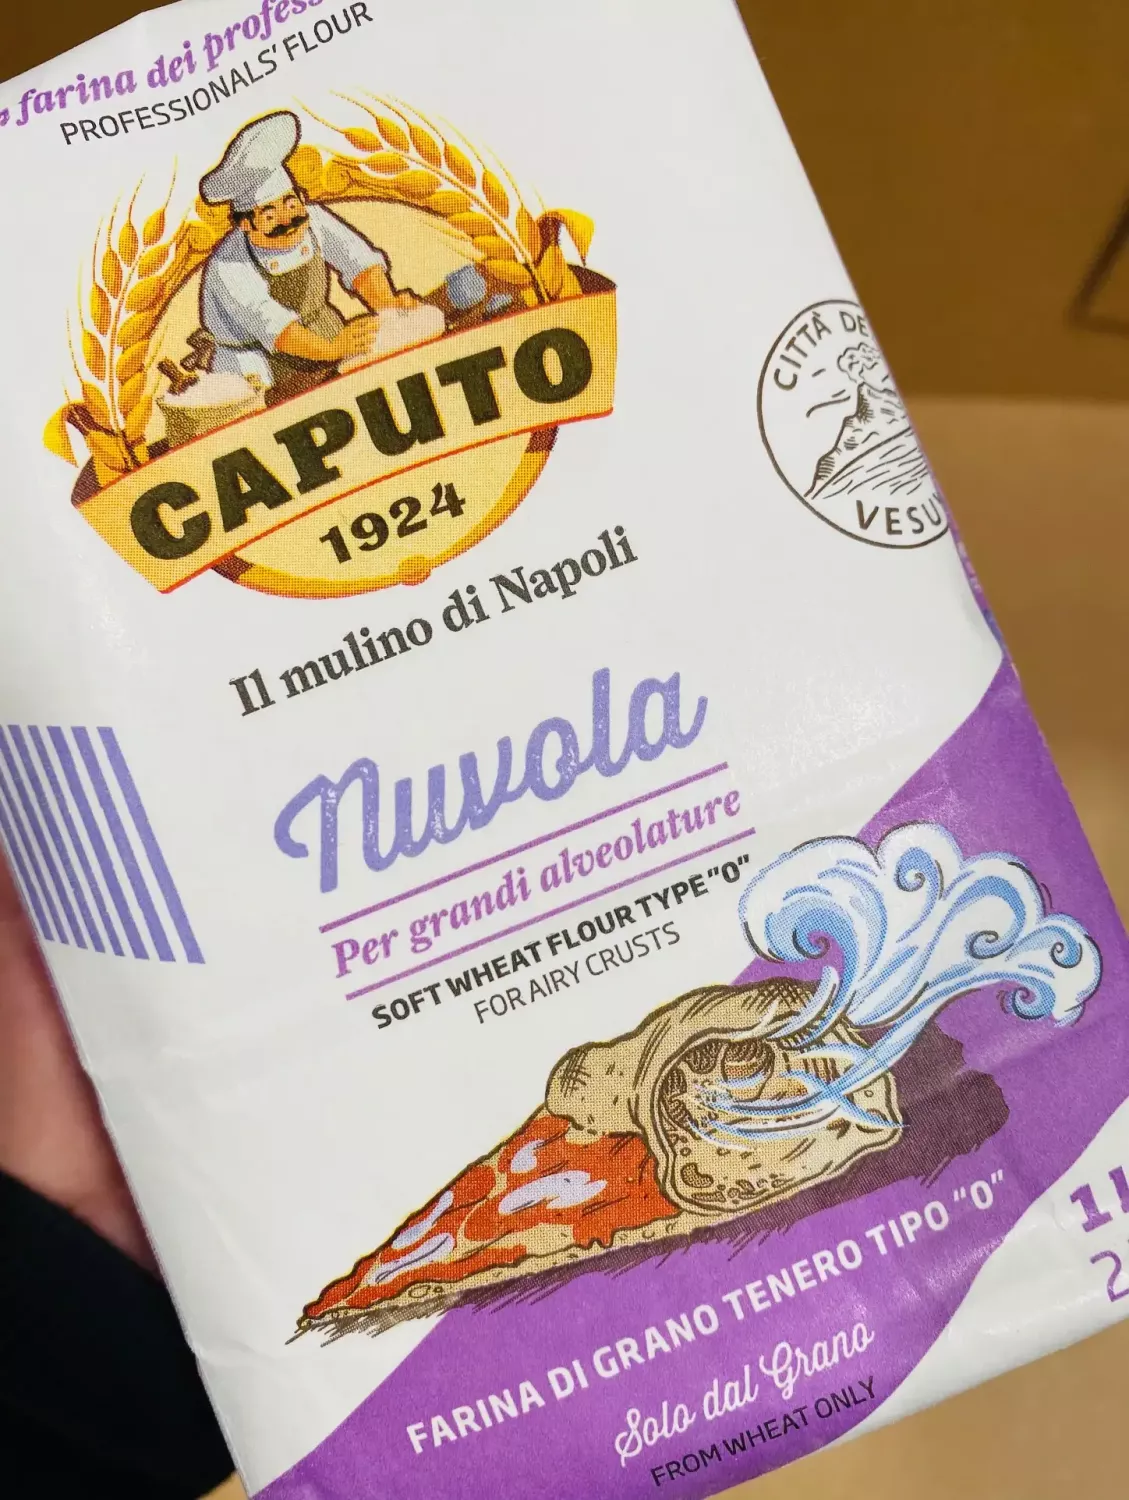 farina dei
PROFESSIONALS' FLOUR
CAPUTO
1924
Il mulino di Napoli
CITTÀ
Nuvola
Per grandi alveolature
SOFT WHEAT FLOUR TYPE "0"
FOR AIRY CRUSTS
FARINA DI GRANO TENERO TIPO "0"
Solo dal Grano
FROM WHEAT ONLY